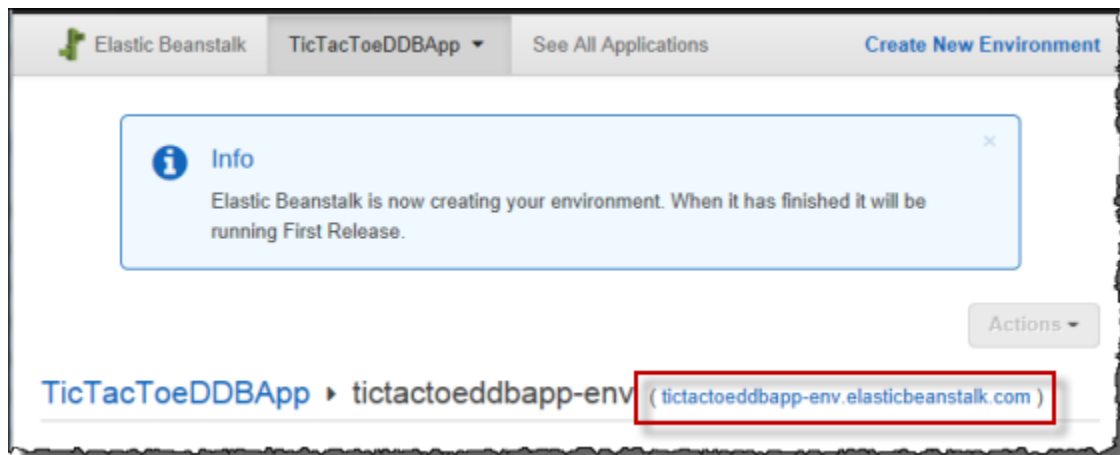 Elastic Beanstalk TicTacToeDDBApp See All Applications Create New Environment
Info ×
Elastic Beanstalk is now creating your environment. When it has finished it will be
running First Release.
Actions
TicTacToeDDBApp ▸ tictactoeddbapp-env ( tictactoeddbapp-env.elasticbeanstalk.com )